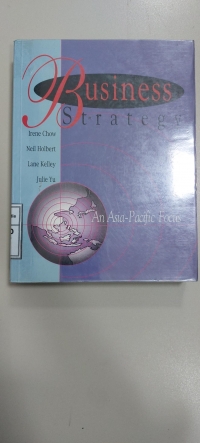 Business
Strategy
Irene Chow
Neil Holbert
Lane Kelley
Julie Yu
An Asia-Pacific Focus